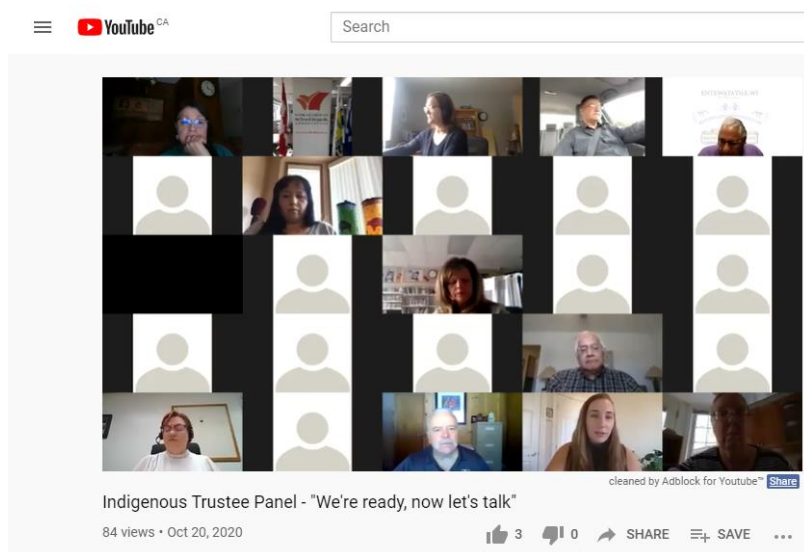 YouTube CA
Search
cleaned by Adblock for Youtube™ Share
Indigenous Trustee Panel - "We're ready, now let's talk"
84 views • Oct 20, 2020
3
0
SHARE
SAVE